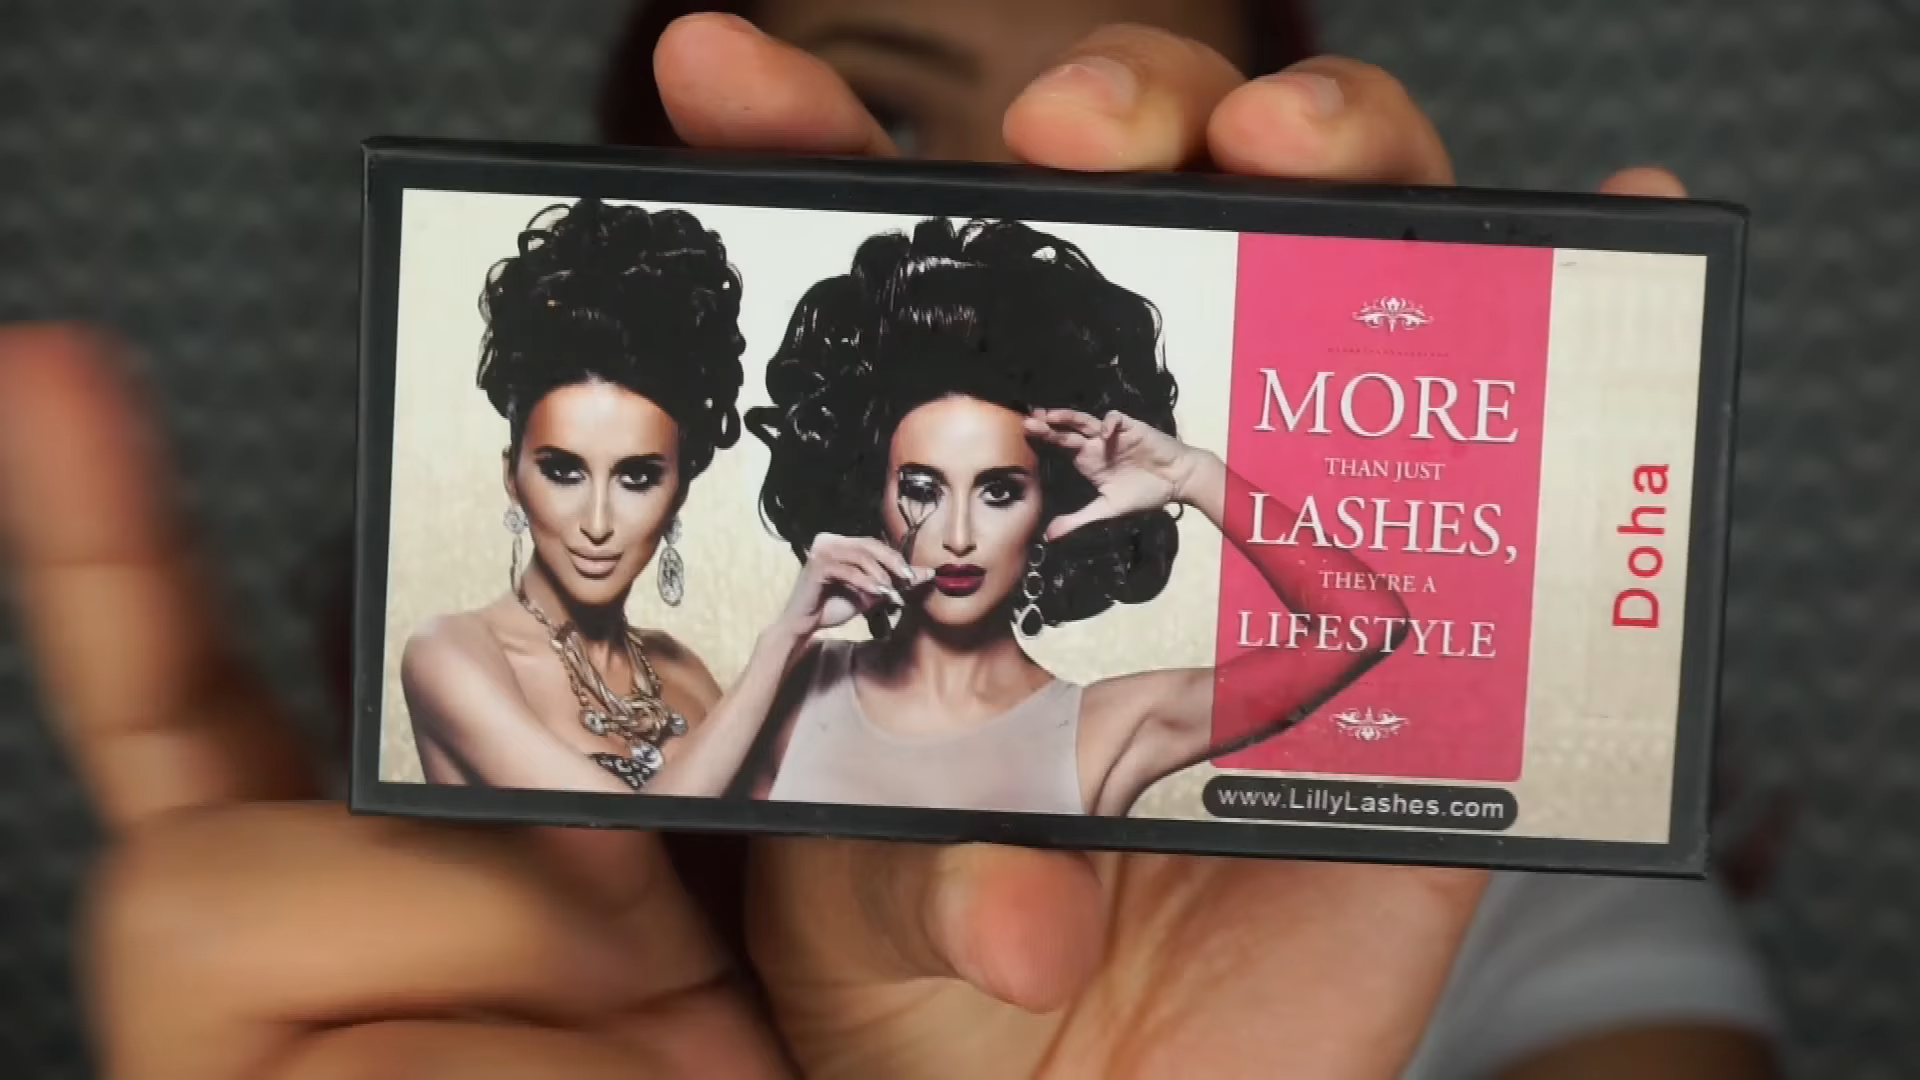 MORE
THAN JUST
LASHES,
THEY'RE A
LIFESTYLE
www.LillyLashes.com
Doha